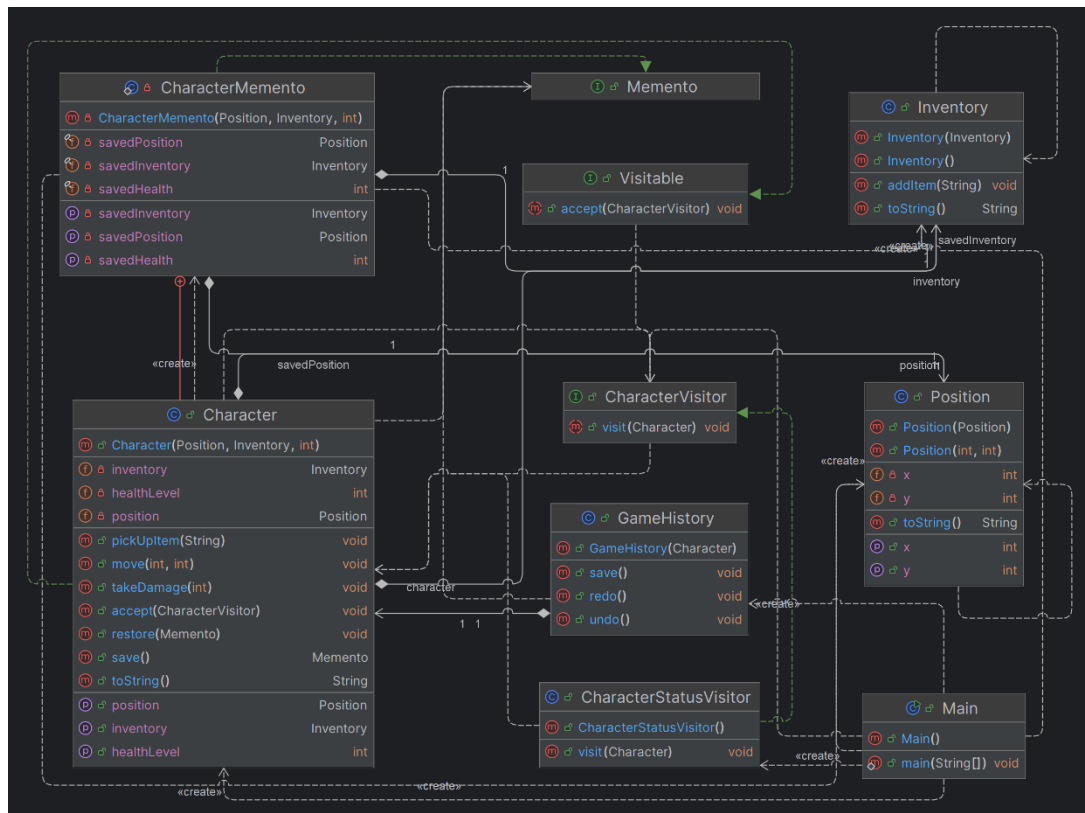 CharacterMemento
CharacterMemento(Position, Inventory, int)
savedPosition Position
savedInventory Inventory
savedHealth int
savedInventory Inventory
savedPosition Position
savedHealth int
Memento
Visitable
accept(CharacterVisitor) void
Inventory
Inventory(Inventory)
Inventory()
addItem(String) void
toString() String
1
«create»
savedInventory
1
inventory
«create»
1
savedPosition
1
position
Character
Character(Position, Inventory, int)
inventory Inventory
healthLevel int
position Position
pickUpItem(String) void
move(int, int) void
takeDamage(int) void
accept(CharacterVisitor) void
restore(Memento) void
save() Memento
toString() String
position Position
inventory Inventory
healthLevel int
CharacterVisitor
visit(Character) void
Position
Position(Position)
Position(int, int)
x int
y int
toString() String
x int
y int
«create»
GameHistory
GameHistory(Character)
save() void
redo() void
undo() void
character
1 1
«create»
CharacterStatusVisitor
CharacterStatusVisitor()
visit(Character) void
Main
Main()
main(String[]) void
«create»
«create»
«create»